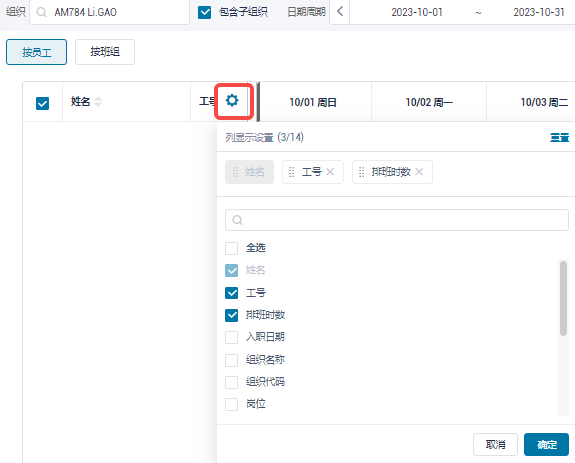 组织 AM784 Li.GAO 包含子组织 日期周期 2023-10-01 ~ 2023-10-31
按员工 按班组
姓名 工号 10/01 周日 10/02 周一 10/03 周二
列显示设置 (3/14) 重置
姓名 工号 排班时数
全选
姓名
工号
排班时数
入职日期
组织名称
组织代码
岗位
取消 确定